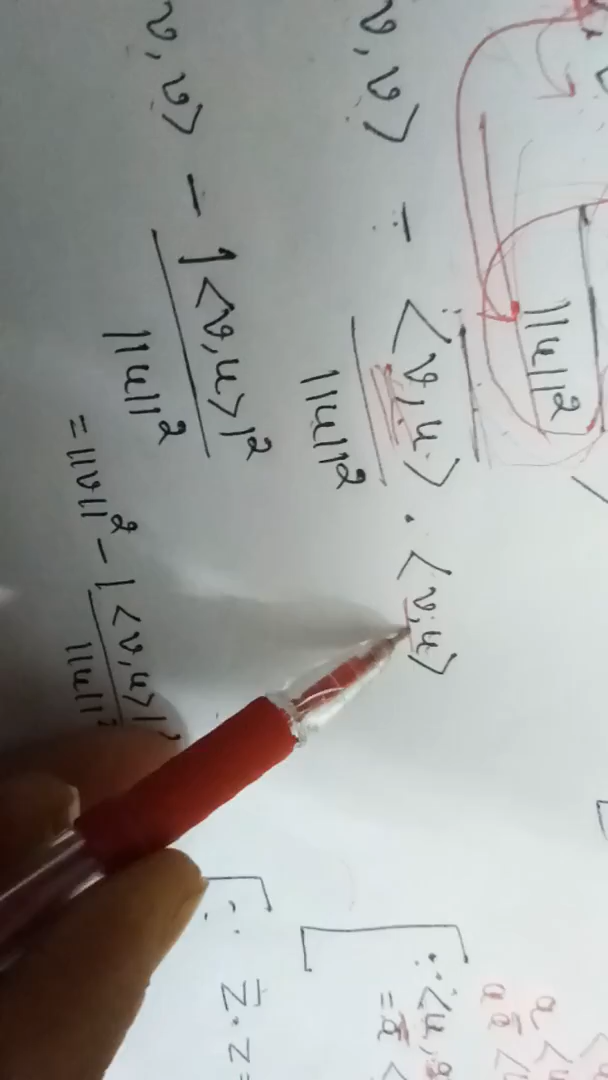 ||u||²
v, v> - <v, u> / ||u||² · <v, u>
v, v> - |<v, u>|² / ||u||²
= ||v||² - |<v, u>|² / ||u||²
∵ <u, a
= ā <
∵ z̄ · z =
a <u
a ā <u